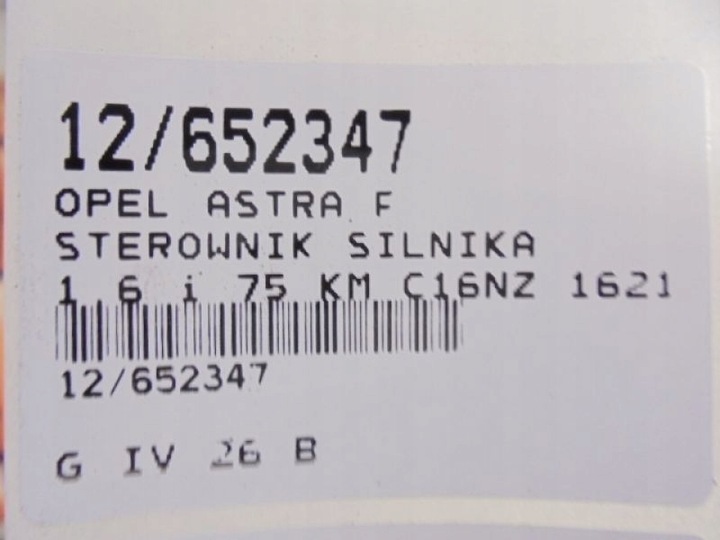 12/652347
OPEL ASTRA F
STEROWNIK SILNIKA
1.6 i 75 KM C16NZ 1621
12/652347
G IV 26 B